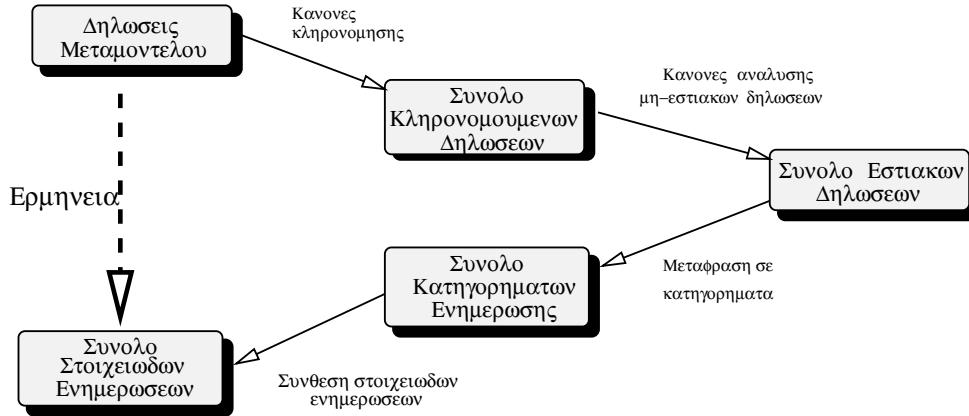 Δηλωσεις
Μεταμοντελου
Κανονες
κληρονομησης
Συνολο
Κληρονομουμενων
Δηλωσεων
Κανονες αναλυσης
μη–εστιακων δηλωσεων
Συνολο Εστιακων
Δηλωσεων
Ερμηνεια
Συνολο
Κατηγορηματων
Ενημερωσης
Μεταφραση σε
κατηγορηματα
Συνολο
Στοιχειωδων
Ενημερωσεων
Συνθεση στοιχειωδων
ενημερωσεων